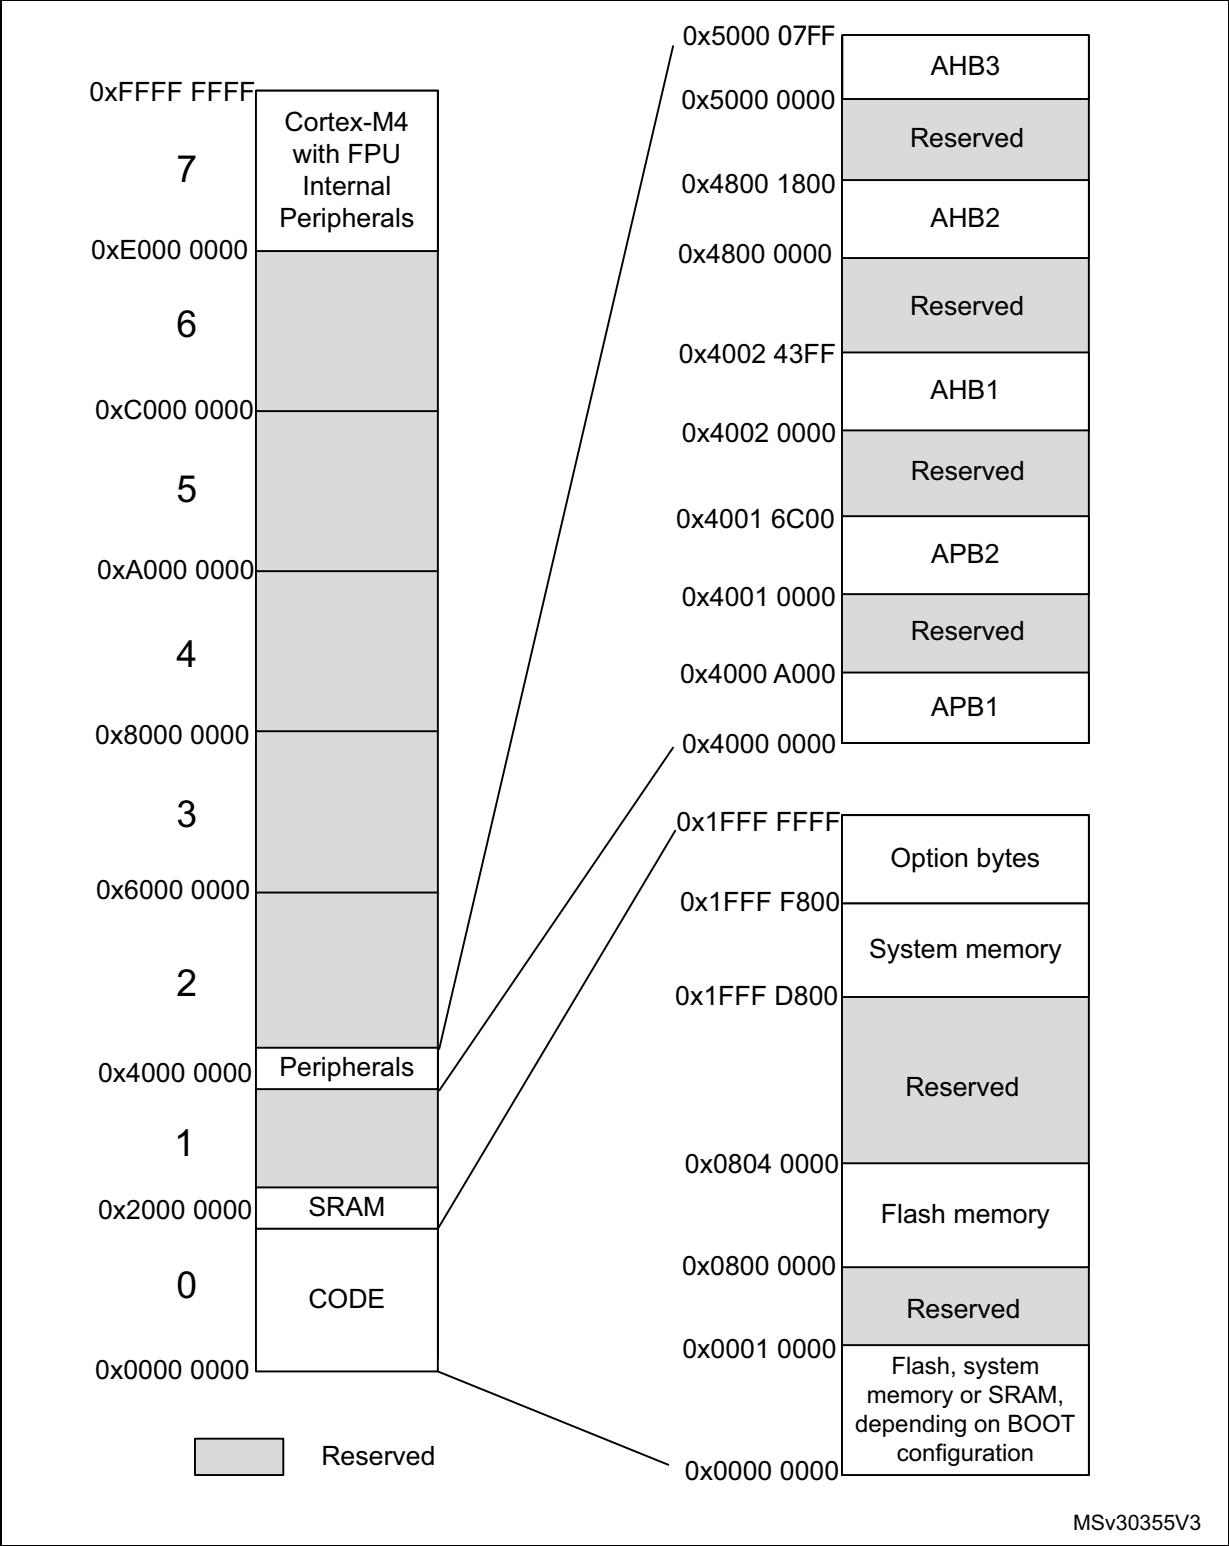 0xFFFF FFFF
Cortex-M4
with FPU
Internal
Peripherals
7
0xE000 0000
6
0xC000 0000
5
0xA000 0000
4
0x8000 0000
3
0x6000 0000
2
Peripherals
0x4000 0000
1
SRAM
0x2000 0000
0
CODE
0x0000 0000
Reserved
0x5000 07FF
AHB3
0x5000 0000
Reserved
0x4800 1800
AHB2
0x4800 0000
Reserved
0x4002 43FF
AHB1
0x4002 0000
Reserved
0x4001 6C00
APB2
0x4001 0000
Reserved
0x4000 A000
APB1
0x4000 0000
0x1FFF FFFF
Option bytes
0x1FFF F800
System memory
0x1FFF D800
Reserved
0x0804 0000
Flash memory
0x0800 0000
Reserved
0x0001 0000
Flash, system
memory or SRAM,
depending on BOOT
configuration
0x0000 0000
MSv30355V3